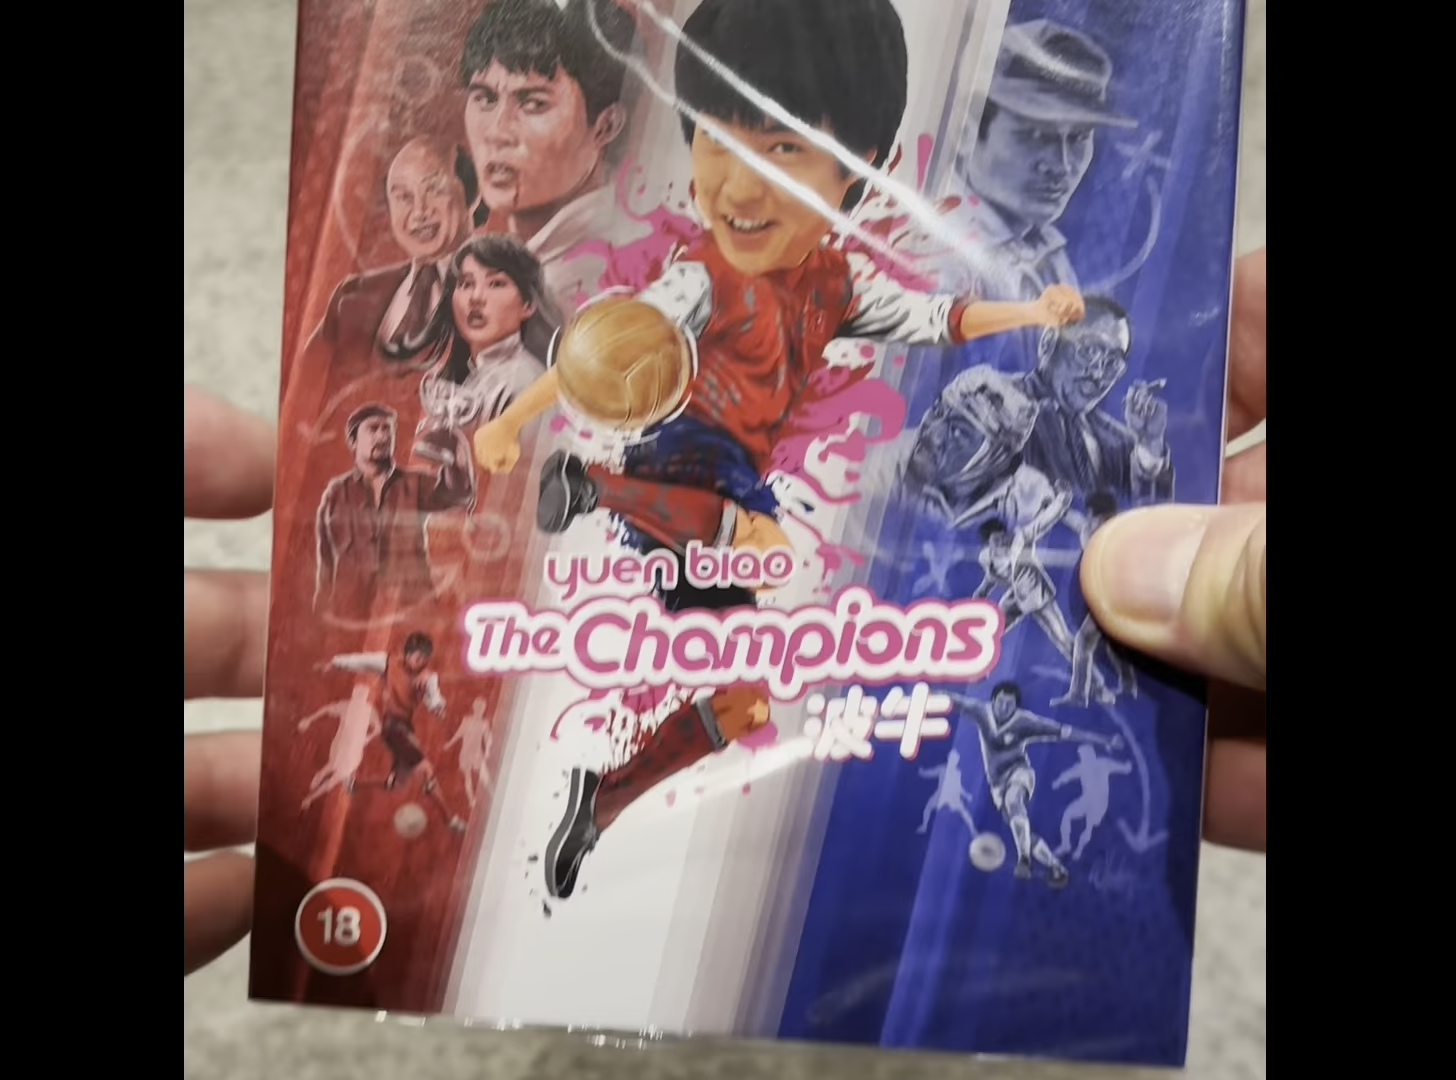 yuen biao
The Champions
波牛
18